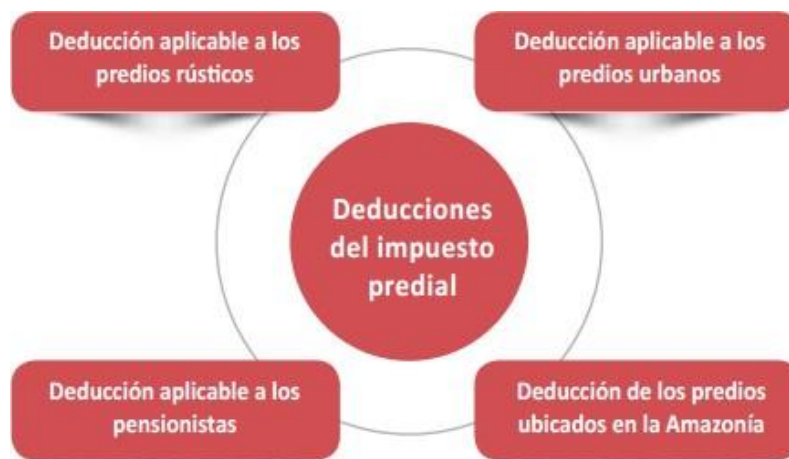 Deducción aplicable a los
predios rústicos
Deducción aplicable a los
predios urbanos
Deducciones
del impuesto
predial
Deducción aplicable a los
pensionistas
Deducción de los predios
ubicados en la Amazonía